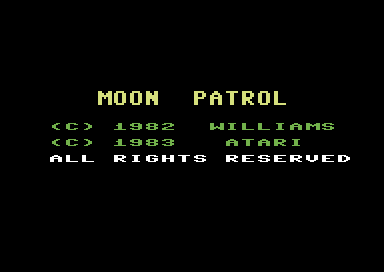 MOON PATROL
(C) 1982 WILLIAMS
(C) 1983 ATARI
ALL RIGHTS RESERVED